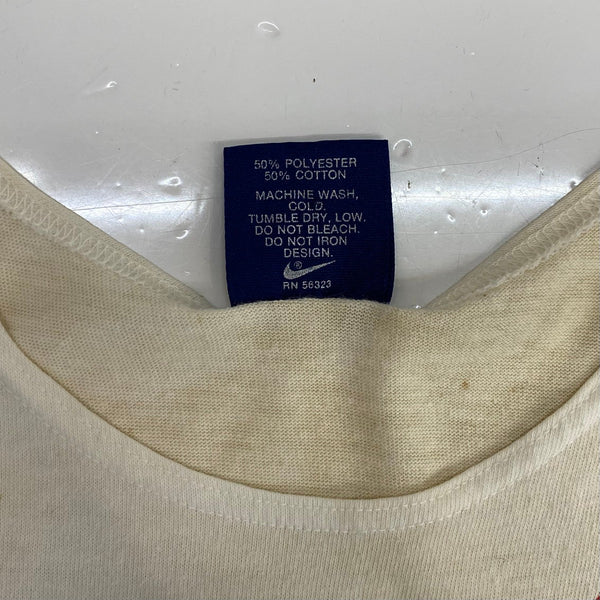 50% POLYESTER
50% COTTON
MACHINE WASH,
COLD.
TUMBLE DRY, LOW.
DO NOT BLEACH.
DO NOT IRON
DESIGN.
®
RN 56323